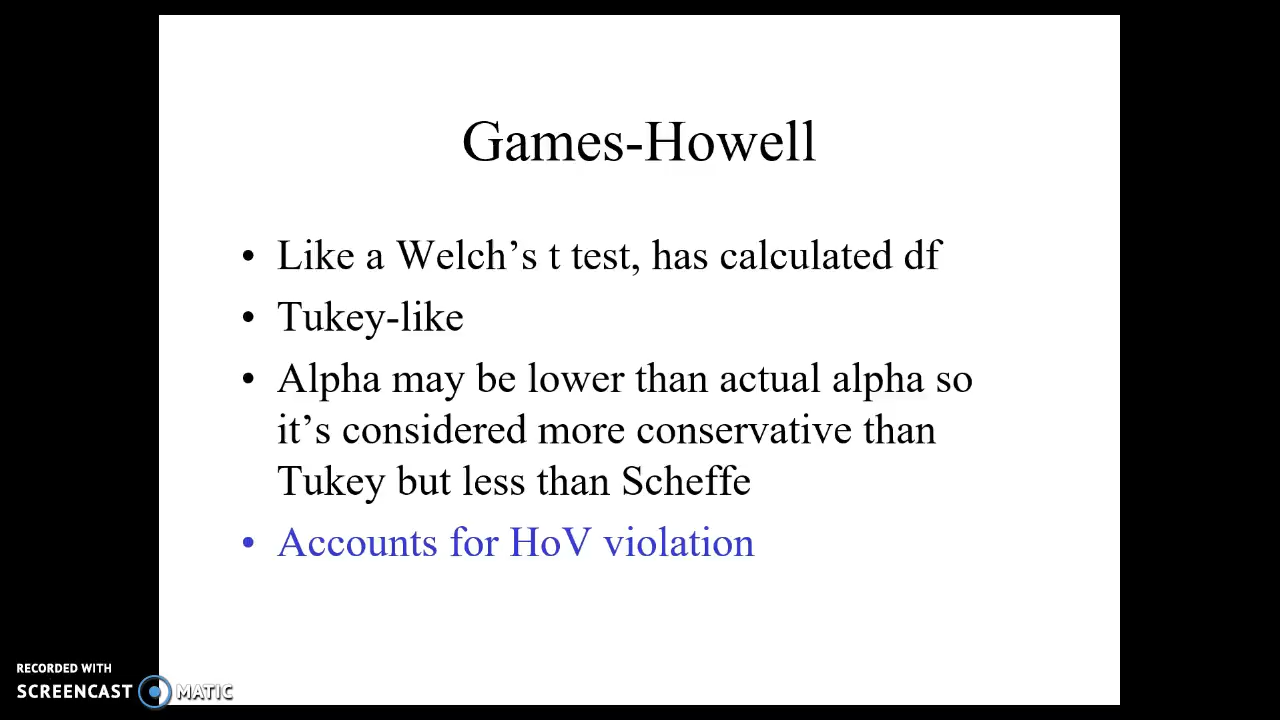 Games-Howell
• Like a Welch’s t test, has calculated df
• Tukey-like
• Alpha may be lower than actual alpha so
it’s considered more conservative than
Tukey but less than Scheffe
• Accounts for HoV violation
RECORDED WITH
SCREENCAST MATIC